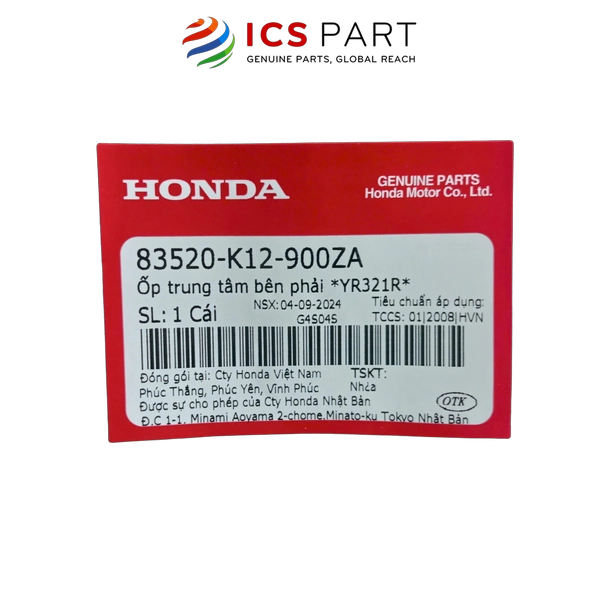 ICS PART
GENUINE PARTS, GLOBAL REACH
HONDA
GENUINE PARTS
Honda Motor Co., Ltd.
83520-K12-900ZA
Ốp trung tâm bên phải *YR321R*
SL: 1 Cái
NSX: 04-09-2024
G4S04S
Tiêu chuẩn áp dụng:
TCCS: 01|2008|HVN
Đóng gói tại: Cty Honda Việt Nam
Phúc Thắng, Phúc Yên, Vĩnh Phúc
Được sự cho phép của Cty Honda Nhật Bản
Đ.C 1-1, Minami Aoyama 2-chome,Minato-ku Tokyo Nhật Bản
TSKT:
Nhựa
OTK